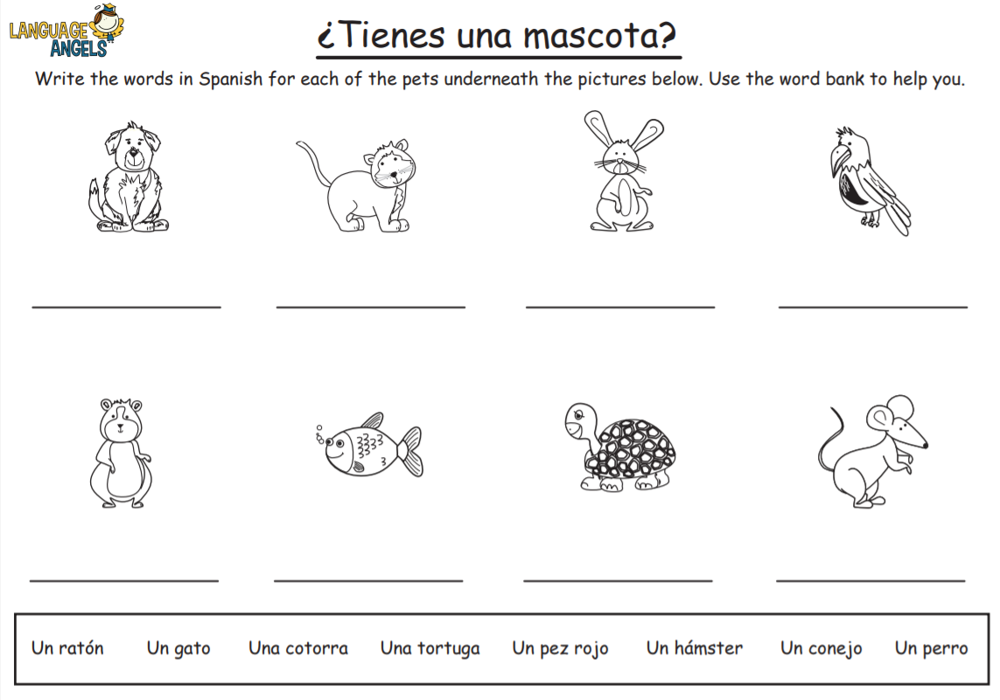 LANGUAGE
ANGELS
¿Tienes una mascota?
Write the words in Spanish for each of the pets underneath the pictures below. Use the word bank to help you.
Un ratón Un gato Una cotorra Una tortuga Un pez rojo Un hámster Un conejo Un perro